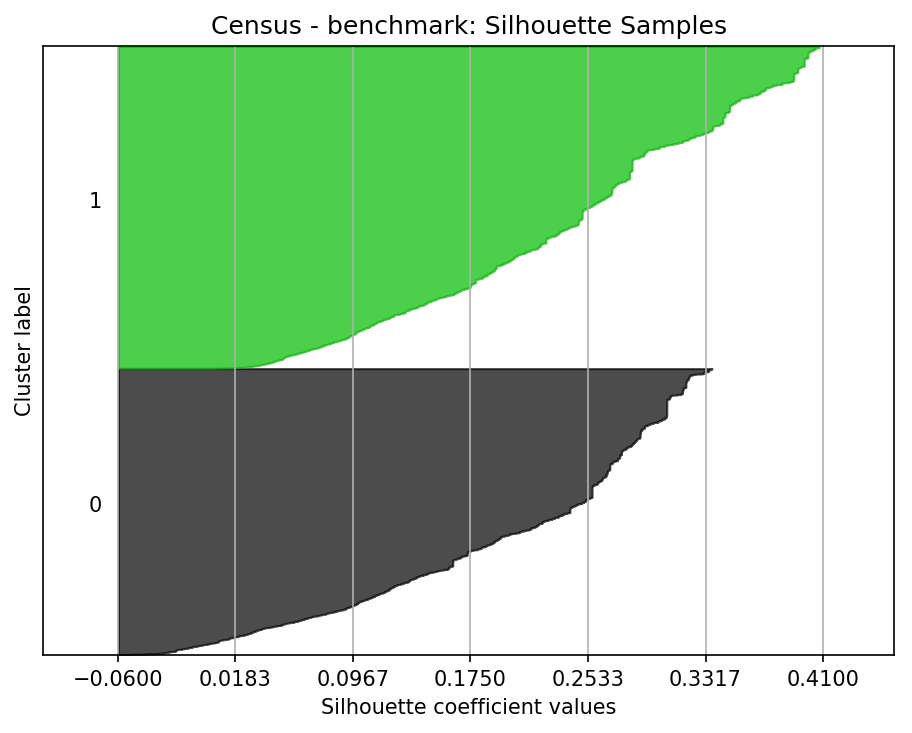 Census - benchmark: Silhouette Samples
1
Cluster label
0
−0.0600 0.0183 0.0967 0.1750 0.2533 0.3317 0.4100
Silhouette coefficient values